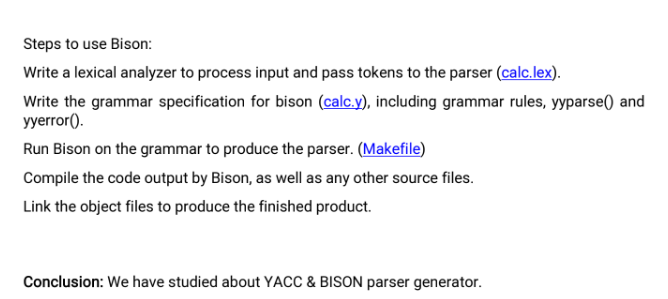 Steps to use Bison:
Write a lexical analyzer to process input and pass tokens to the parser (calc.lex).
Write the grammar specification for bison (calc.y), including grammar rules, yyparse() and
yyerror().
Run Bison on the grammar to produce the parser. (Makefile)
Compile the code output by Bison, as well as any other source files.
Link the object files to produce the finished product.
Conclusion: We have studied about YACC & BISON parser generator.